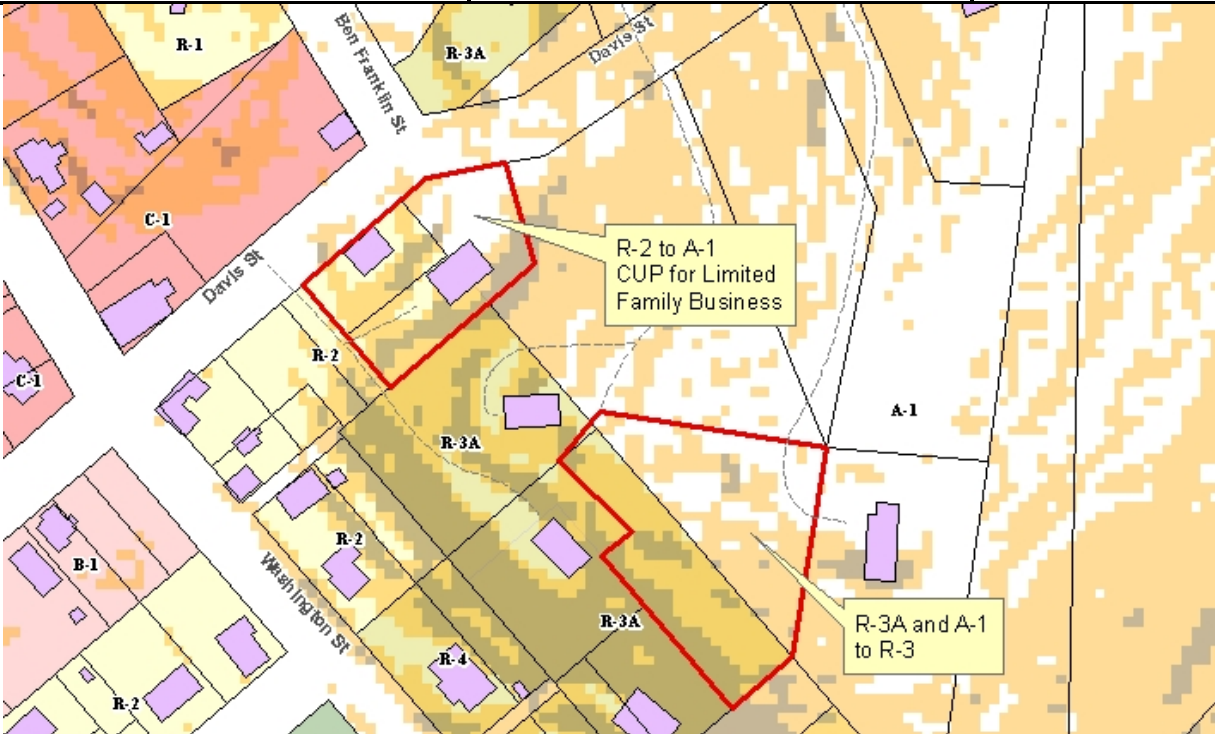 R-1
Ben Franklin St
R-3A
Davis St
C-1
Davis St
R-2 to A-1
CUP for Limited
Family Business
R-2
C-1
A-1
R-3A
R-2
B-1
Washington St
R-3A
R-3A and A-1
to R-3
R-4
R-2